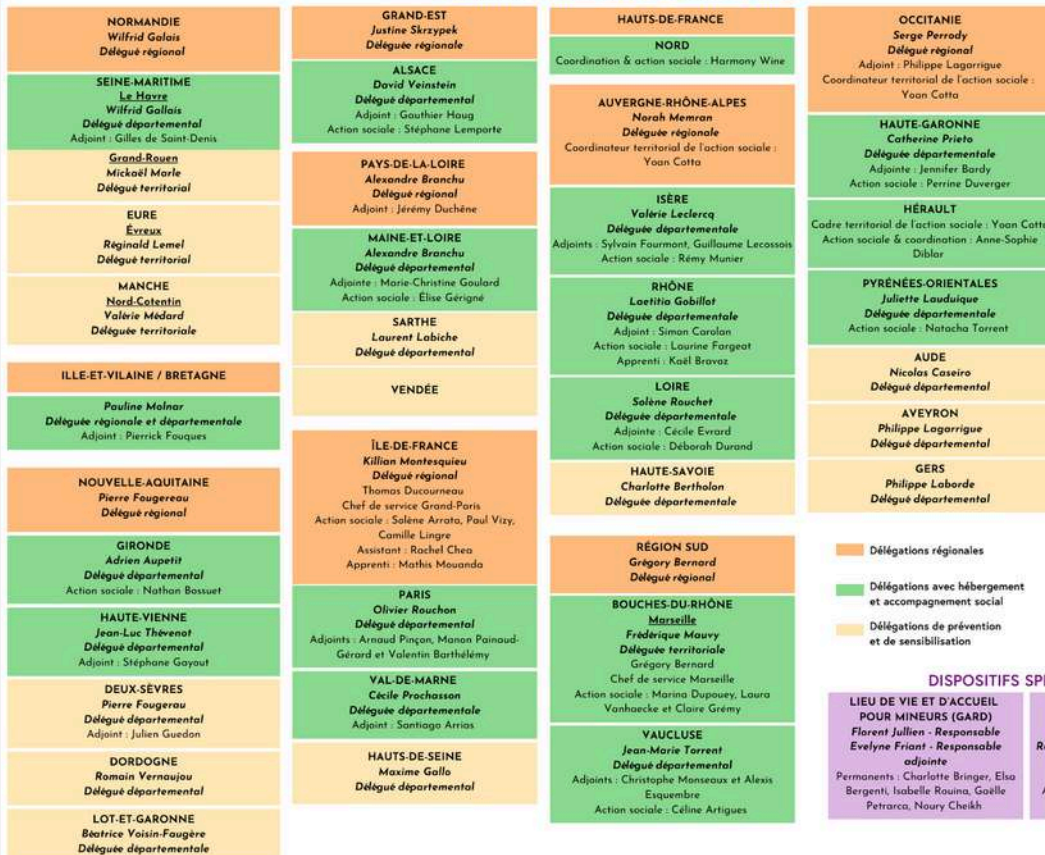 NORMANDIE
Wilfrid Galais
Délégué régional
SEINE-MARITIME
Le Havre
Wilfrid Gallais
Délégué départemental
Adjoint : Gilles de Saint-Denis
Grand-Rouen
Mickaël Marle
Délégué territorial
EURE
Évreux
Réginald Lemel
Délégué territorial
MANCHE
Nord-Cotentin
Valérie Médard
Déléguée territoriale
ILLE-ET-VILAINE / BRETAGNE
Pauline Molnar
Déléguée régionale et départementale
Adjoint : Pierrick Fouques
NOUVELLE-AQUITAINE
Pierre Fougereau
Délégué régional
GIRONDE
Adrien Aupetit
Délégué départemental
Action sociale : Nathan Bossuet
HAUTE-VIENNE
Jean-Luc Thévenot
Délégué départemental
Adjoint : Stéphane Gayout
DEUX-SÈVRES
Pierre Fougerau
Délégué départemental
Adjoint : Julien Guedon
DORDOGNE
Romain Vernaujou
Délégué départemental
LOT-ET-GARONNE
Béatrice Voisin-Faugère
Déléguée départementale
GRAND-EST
Justine Skrzypek
Déléguée régionale
ALSACE
David Veinstein
Délégué départemental
Adjoint : Gauthier Haug
Action sociale : Stéphane Lemporte
PAYS-DE-LA-LOIRE
Alexandre Branchu
Délégué régional
Adjoint : Jérémy Duchêne
MAINE-ET-LOIRE
Alexandre Branchu
Délégué départemental
Adjointe : Marie-Christine Goulard
Action sociale : Élise Gérigné
SARTHE
Laurent Labiche
Délégué départemental
VENDÉE
ÎLE-DE-FRANCE
Killian Montesquieu
Délégué régional
Thomas Ducourneau
Chef de service Grand-Paris
Action sociale : Solène Arrata, Paul Vizy,
Camille Lingre
Assistant : Rachel Chea
Apprenti : Mathis Mouanda
PARIS
Olivier Rouchon
Délégué départemental
Adjoints : Arnaud Pinçon, Manon Painaud-
Gérard et Valentin Barthélémy
VAL-DE-MARNE
Cécile Prochasson
Déléguée départementale
Adjoint : Santiago Arrias
HAUTS-DE-SEINE
Maxime Gallo
Délégué départemental
HAUTS-DE-FRANCE
NORD
Coordination & action sociale : Harmony Wine
AUVERGNE-RHÔNE-ALPES
Norah Memran
Déléguée régionale
Coordinateur territorial de l'action sociale :
Yoan Cotta
ISÈRE
Valérie Leclercq
Déléguée départementale
Adjoints : Sylvain Fourmont, Guillaume Lecossois
Action sociale : Rémy Munier
RHÔNE
Laetitia Gobillot
Déléguée départementale
Adjoint : Simon Carolan
Action sociale : Laurine Fargeat
Apprenti : Kaël Bravaz
LOIRE
Solène Rouchet
Déléguée départementale
Adjointe : Cécile Evrard
Action sociale : Déborah Durand
HAUTE-SAVOIE
Charlotte Bertholon
Déléguée départementale
RÉGION SUD
Grégory Bernard
Délégué régional
BOUCHES-DU-RHÔNE
Marseille
Frédérique Mauvy
Déléguée territoriale
Grégory Bernard
Chef de service Marseille
Action sociale : Marina Dupouey, Laura
Vanhaecke et Claire Grémy
VAUCLUSE
Jean-Marie Torrent
Délégué départemental
Adjoints : Christophe Monseaux et Alexis
Esquembre
Action sociale : Céline Artigues
OCCITANIE
Serge Perrody
Délégué régional
Adjoint : Philippe Lagarrigue
Coordinateur territorial de l'action sociale :
Yoan Cotta
HAUTE-GARONNE
Catherine Prieto
Déléguée départementale
Adjointe : Jennifer Bardy
Action sociale : Perrine Duverger
HÉRAULT
Cadre territorial de l'action sociale : Yoan Cotta
Action sociale & coordination : Anne-Sophie
Diblar
PYRÉNÉES-ORIENTALES
Juliette Lauduique
Déléguée départementale
Action sociale : Natacha Torrent
AUDE
Nicolas Caseiro
Délégué départemental
AVEYRON
Philippe Lagarrigue
Délégué départemental
GERS
Philippe Laborde
Délégué départemental
Délégations régionales
Délégations avec hébergement
et accompagnement social
Délégations de prévention
et de sensibilisation
DISPOSITIFS SP
LIEU DE VIE ET D'ACCUEIL
POUR MINEURS (GARD)
Florent Jullien - Responsable
Evelyne Friant - Responsable
adjointe
Permanents : Charlotte Bringer, Elsa
Bergenti, Isabelle Rouina, Gaëlle
Petrarca, Noury Cheikh